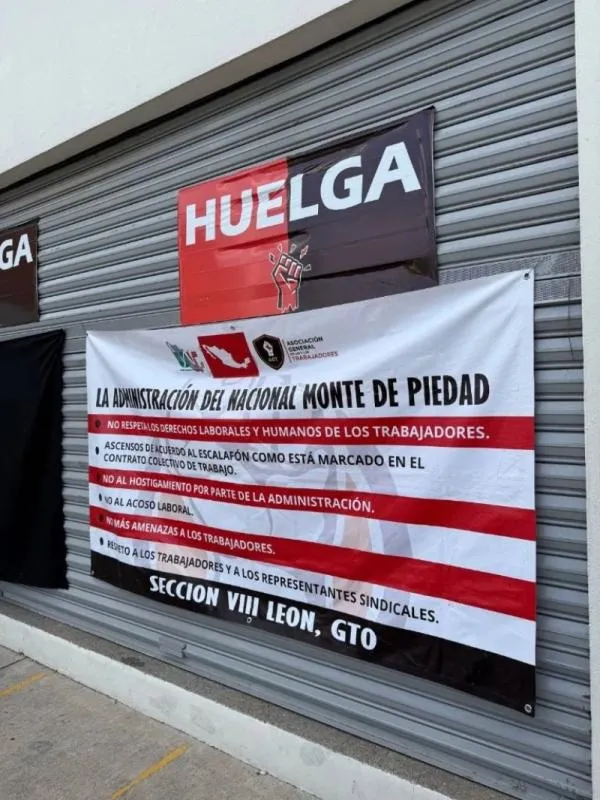 HUELGA
GA
ASOCIACIÓN
GENERAL
TRABAJADORES
LA ADMINISTRACIÓN DEL NACIONAL MONTE DE PIEDAD
NO RESPETA LOS DERECHOS LABORALES Y HUMANOS DE LOS TRABAJADORES.
ASCENSOS DE ACUERDO AL ESCALAFÓN COMO ESTÁ MARCADO EN EL
CONTRATO COLECTIVO DE TRABAJO.
NO AL HOSTIGAMIENTO POR PARTE DE LA ADMINISTRACIÓN.
NO AL ACOSO LABORAL.
NO MÁS AMENAZAS A LOS TRABAJADORES.
RESPETO A LOS TRABAJADORES Y A LOS REPRESENTANTES SINDICALES.
SECCION VIII LEON, GTO